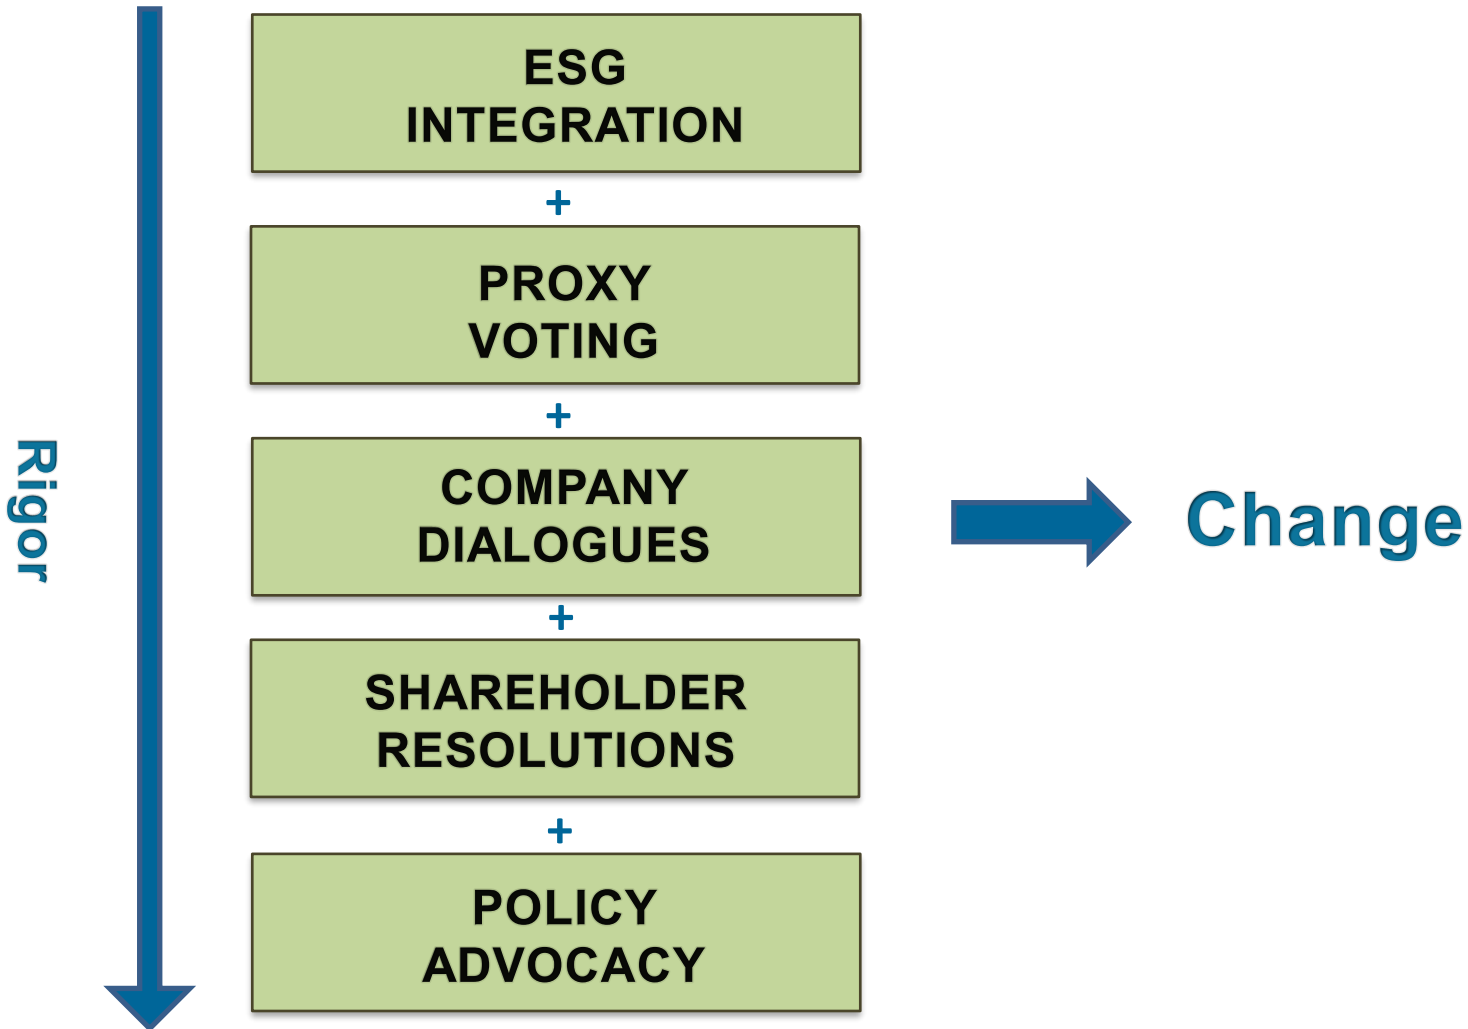 ESG
INTEGRATION
+
PROXY
VOTING
+
COMPANY
DIALOGUES
+
SHAREHOLDER
RESOLUTIONS
+
POLICY
ADVOCACY
Rigor
Change